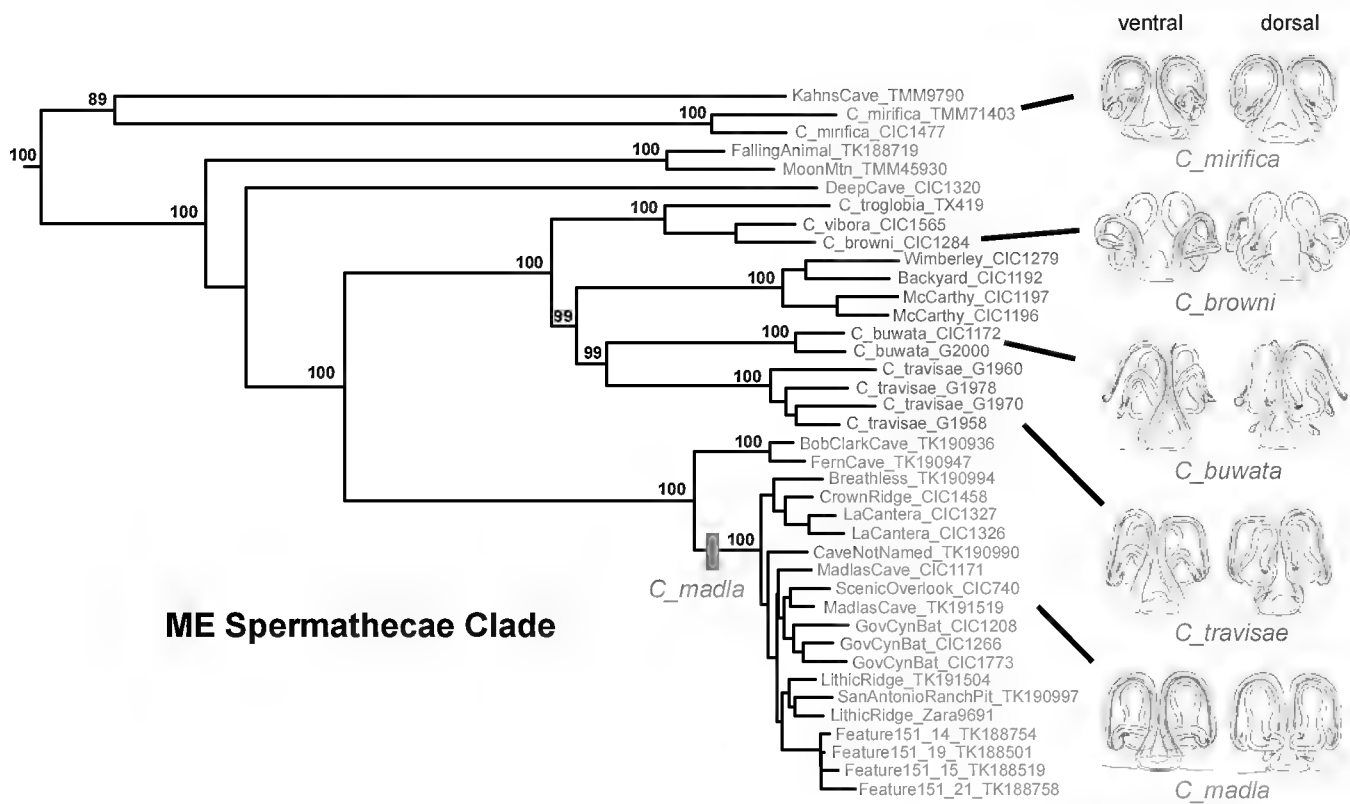 ventral dorsal
89
KahnsCave_TMM9790
100
C_mirifica_TMM71403
C_mirifica_CIC1477
C_mirifica
100
100
FallingAnimal_TK188719
MoonMtn_TMM45930
DeepCave_CIC1320
100
100
C_troglobia_TX419
C_vibora_CIC1565
C_browni_CIC1284
C_browni
100
100
Wimberley_CIC1279
Backyard_CIC1192
McCarthy_CIC1197
McCarthy_CIC1196
99
100
C_buwata_CIC1172
C_buwata_G2000
C_buwata
99
100
C_travisae_G1960
C_travisae_G1978
C_travisae_G1970
C_travisae_G1958
C_travisae
100
100
BobClarkCave_TK190936
FernCave_TK190947
100
Breathless_TK190994
CrownRidge_CIC1458
LaCantera_CIC1327
LaCantera_CIC1326
100
C_madla
CaveNotNamed_TK190990
MadlasCave_CIC1171
ScenicOverlook_CIC740
MadlasCave_TK191519
GovCynBat_CIC1208
GovCynBat_CIC1266
GovCynBat_CIC1773
LithicRidge_TK191504
SanAntonioRanchPit_TK190997
LithicRidge_Zara9691
Feature151_14_TK188754
Feature151_19_TK188501
Feature151_15_TK188519
Feature151_21_TK188758
C_madla
ME Spermathecae Clade